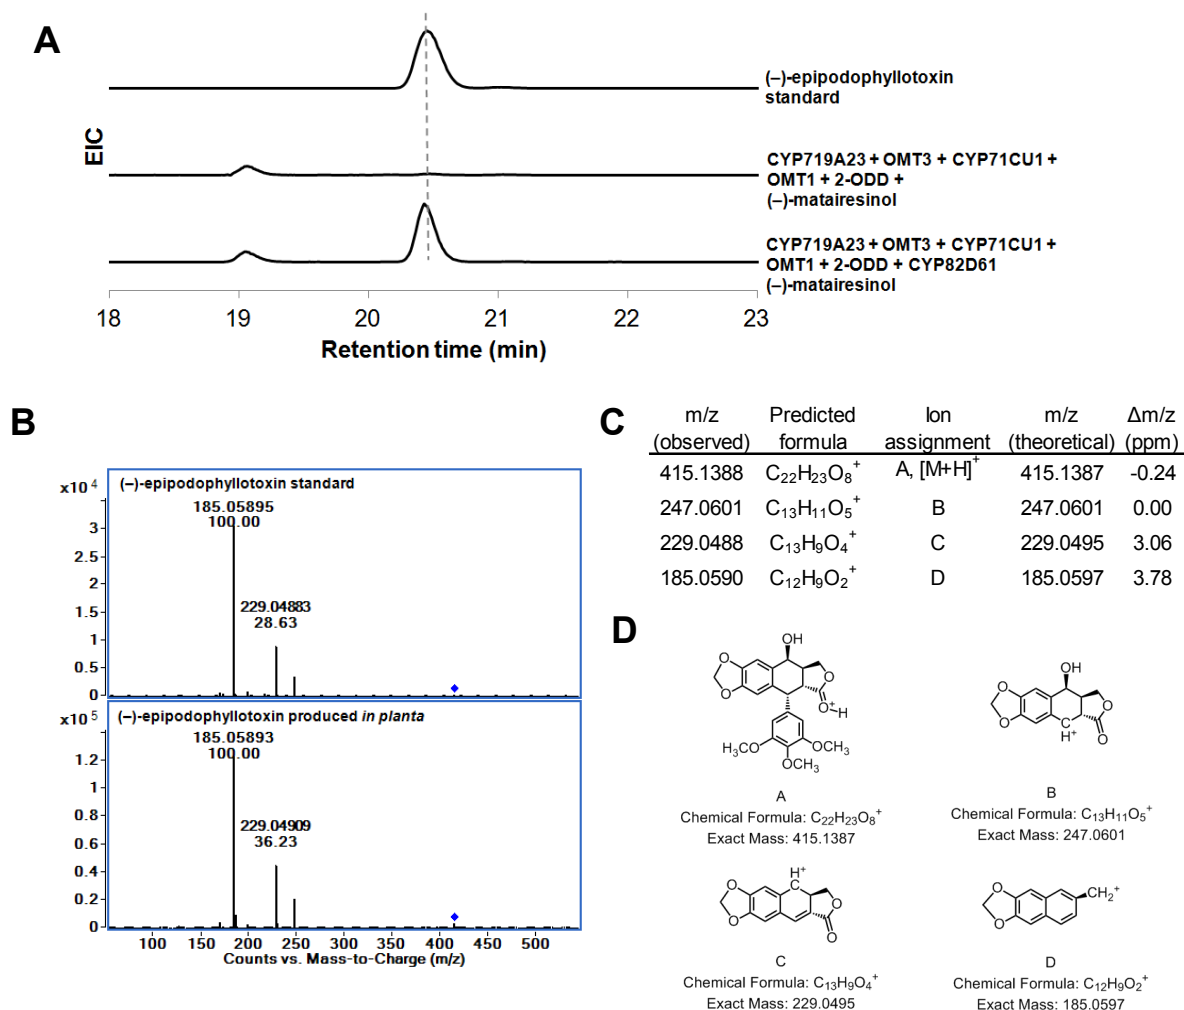 A
EIC
(–)-epipodophyllotoxin
standard
CYP719A23 + OMT3 + CYP71CU1 +
OMT1 + 2-ODD +
(–)-matairesinol
CYP719A23 + OMT3 + CYP71CU1 +
OMT1 + 2-ODD + CYP82D61
(–)-matairesinol
18 19 20 21 22 23
Retention time (min)
B
x10⁴
(–)-epipodophyllotoxin standard
185.05895
100.00
229.04883
28.63
3
2.5
2
1.5
1
0.5
0
x10⁵
(–)-epipodophyllotoxin produced in planta
185.05893
100.00
229.04909
36.23
1.2
1
0.8
0.6
0.4
0.2
0
100 150 200 250 300 350 400 450 500
Counts vs. Mass-to-Charge (m/z)
C
m/z Predicted Ion m/z Δm/z
(observed) formula assignment (theoretical) (ppm)
415.1388 C₂₂H₂₃O₈⁺ A, [M+H]⁺ 415.1387 -0.24
247.0601 C₁₃H₁₁O₅⁺ B 247.0601 0.00
229.0488 C₁₃H₉O₄⁺ C 229.0495 3.06
185.0590 C₁₂H₉O₂⁺ D 185.0597 3.78
D
OH
O
O
O
O⁺-H
H₃CO
OCH₃
OCH₃
A
Chemical Formula: C₂₂H₂₃O₈⁺
Exact Mass: 415.1387
OH
O
O
O
C
H⁺
O
B
Chemical Formula: C₁₃H₁₁O₅⁺
Exact Mass: 247.0601
H⁺
C
O
O
O
O
C
Chemical Formula: C₁₃H₉O₄⁺
Exact Mass: 229.0495
O
O
CH₂⁺
D
Chemical Formula: C₁₂H₉O₂⁺
Exact Mass: 185.0597